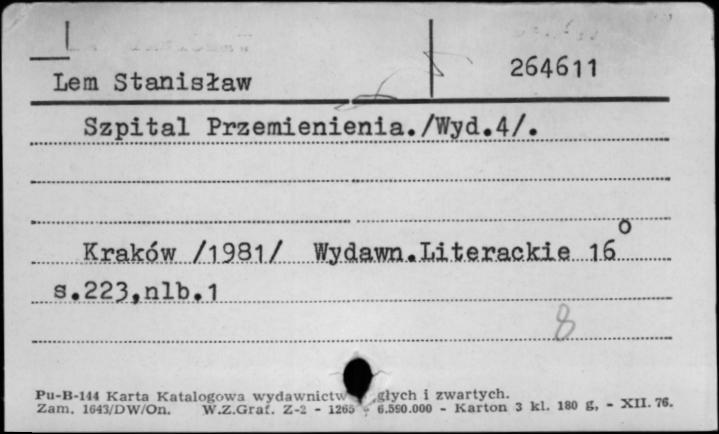 264611
Lem Stanisław
Szpital Przemienienia./Wyd.4/.
Kraków /1981/ Wydawn.Literackie 16°
s.223,nlb.1
8
Pu-B-144 Karta Katalogowa wydawnictw głych i zwartych.
Zam. 1643/DW/On. W.Z.Graf. Z-2 - 1265 - 6.590.000 - Karton 3 kl. 180 g, - XII. 76.